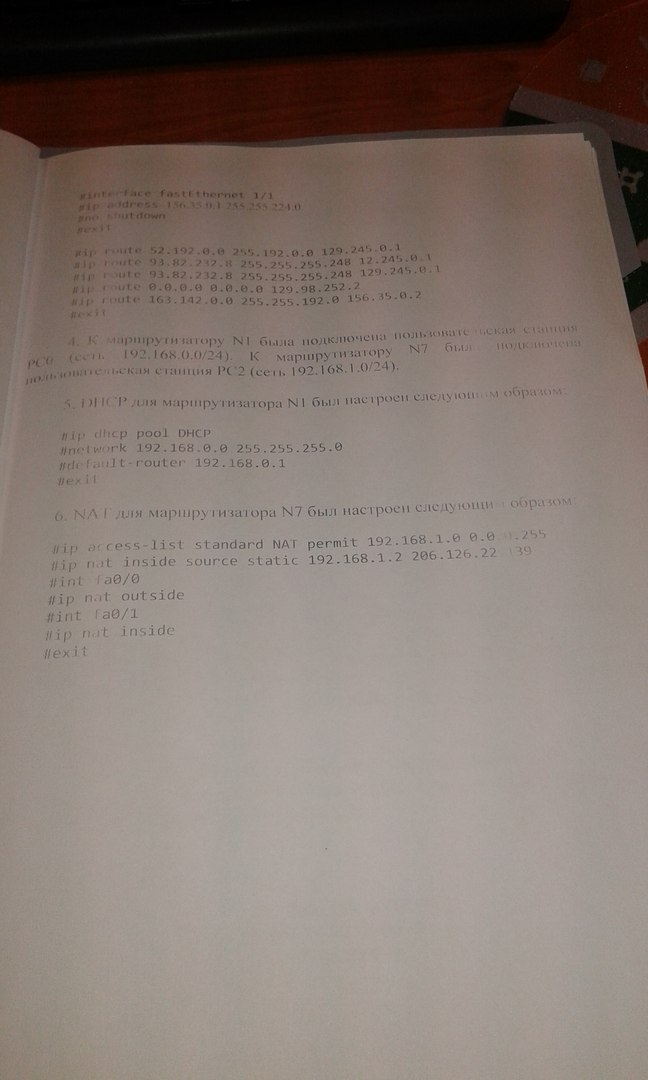 #interface fastEthernet 1/1
#ip address 156.35.0.1 255.255.224.0
#no shutdown
#exit
#ip route 52.192.0.0 255.192.0.0 129.245.0.1
#ip route 93.82.232.8 255.255.255.248 12.245.0.1
#ip route 93.82.232.8 255.255.255.248 129.245.0.1
#ip route 0.0.0.0 0.0.0.0 129.98.252.2
#ip route 163.142.0.0 255.255.192.0 156.35.0.2
#exit
4. К маршрутизатору N1 была подключена пользовательская станция
PC0 (сеть 192.168.0.0/24). К маршрутизатору N7 был подключена
пользовательская станция PC2 (сеть 192.168.1.0/24).
5. DHCP для маршрутизатора N1 был настроен следующим образом:
#ip dhcp pool DHCP
#network 192.168.0.0 255.255.255.0
#default-router 192.168.0.1
#exit
6. NAT для маршрутизатора N7 был настроен следующим образом:
#ip access-list standard NAT permit 192.168.1.0 0.0.0.255
#ip nat inside source static 192.168.1.2 206.126.22 139
#int fa0/0
#ip nat outside
#int fa0/1
#ip nat inside
#exit